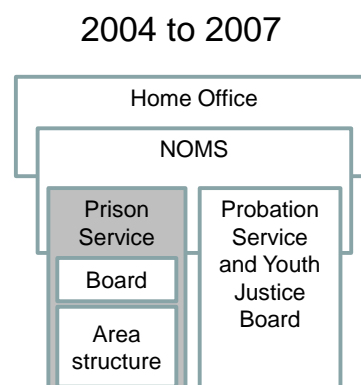 2004 to 2007
Home Office
NOMS
Prison
Service
Board
Area
structure
Probation
Service
and Youth
Justice
Board